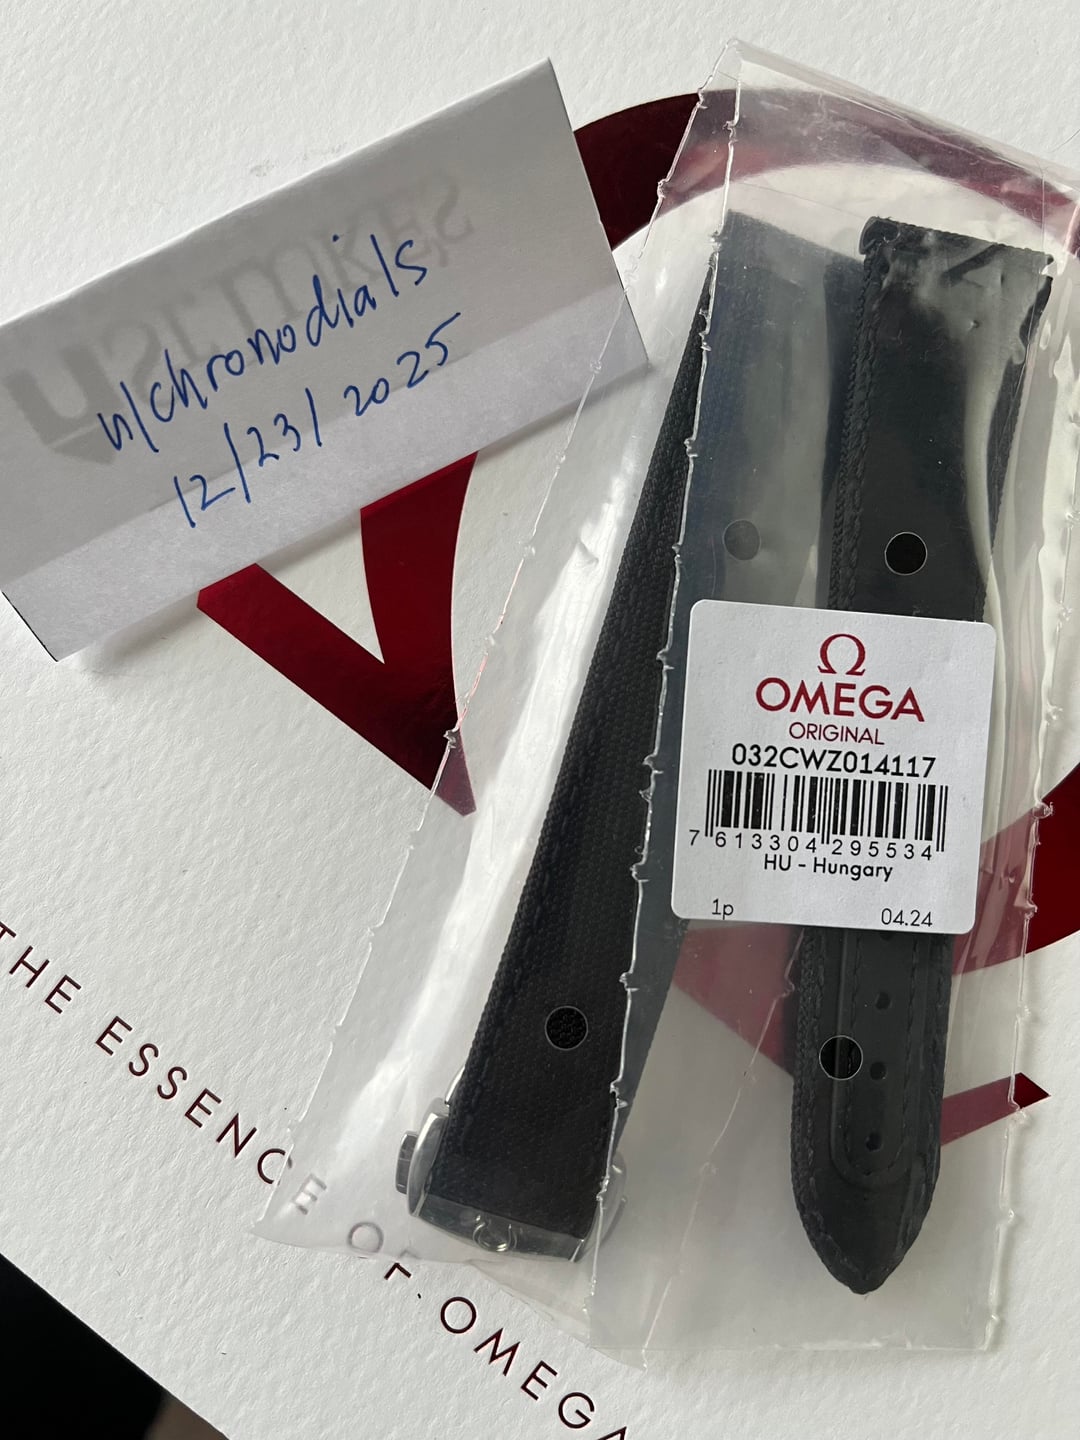 u/chronodials
12/23/2025
Ω
OMEGA
ORIGINAL
032CWZ014117
7 613304 295534
HU - Hungary
1p 04.24
THE ESSENCE OF OMEGA